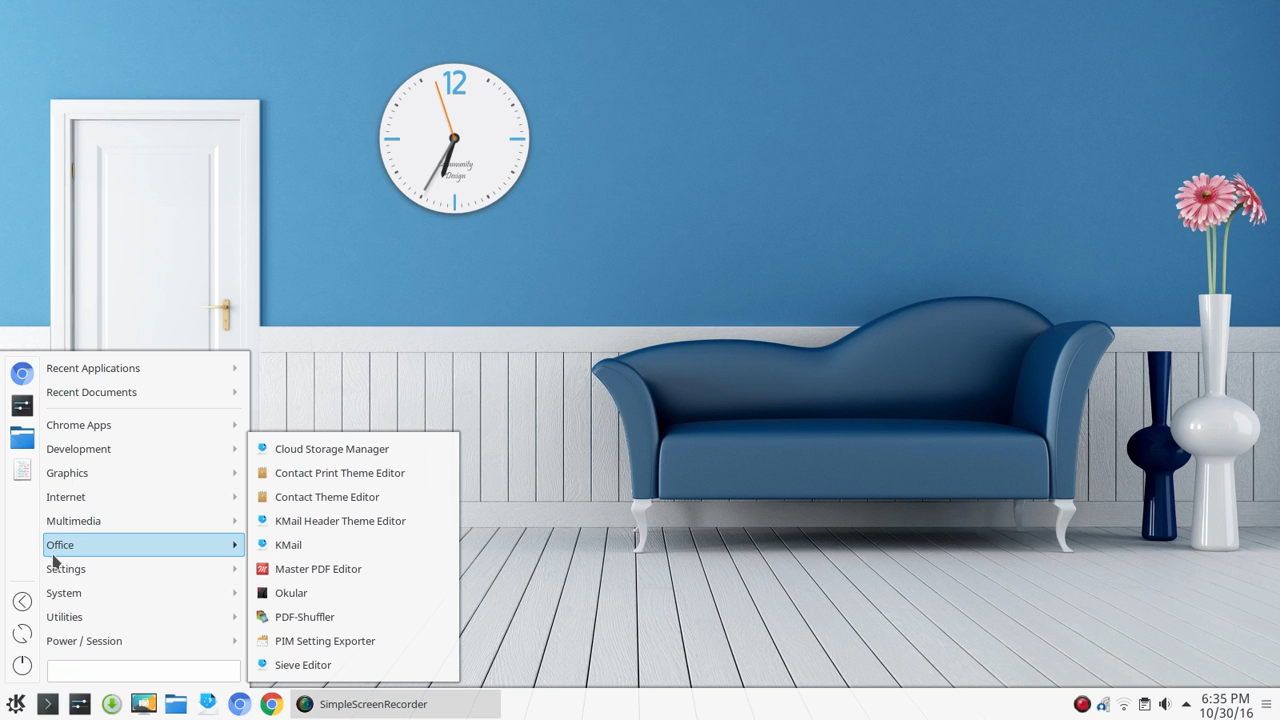 12
Community
Design
Recent Applications
Recent Documents
Chrome Apps
Development
Graphics
Internet
Multimedia
Office
Settings
System
Utilities
Power / Session
Cloud Storage Manager
Contact Print Theme Editor
Contact Theme Editor
KMail Header Theme Editor
KMail
Master PDF Editor
Okular
PDF-Shuffler
PIM Setting Exporter
Sieve Editor
SimpleScreenRecorder
6:35 PM
10/30/16